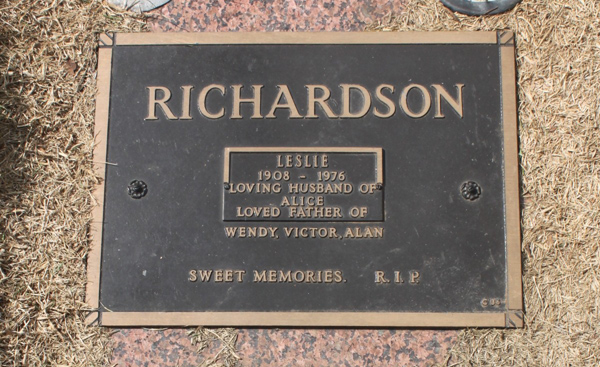 RICHARDSON
LESLIE
1908 - 1976
LOVING HUSBAND OF
ALICE
LOVED FATHER OF
WENDY, VICTOR, ALAN
SWEET MEMORIES. R.I.P.